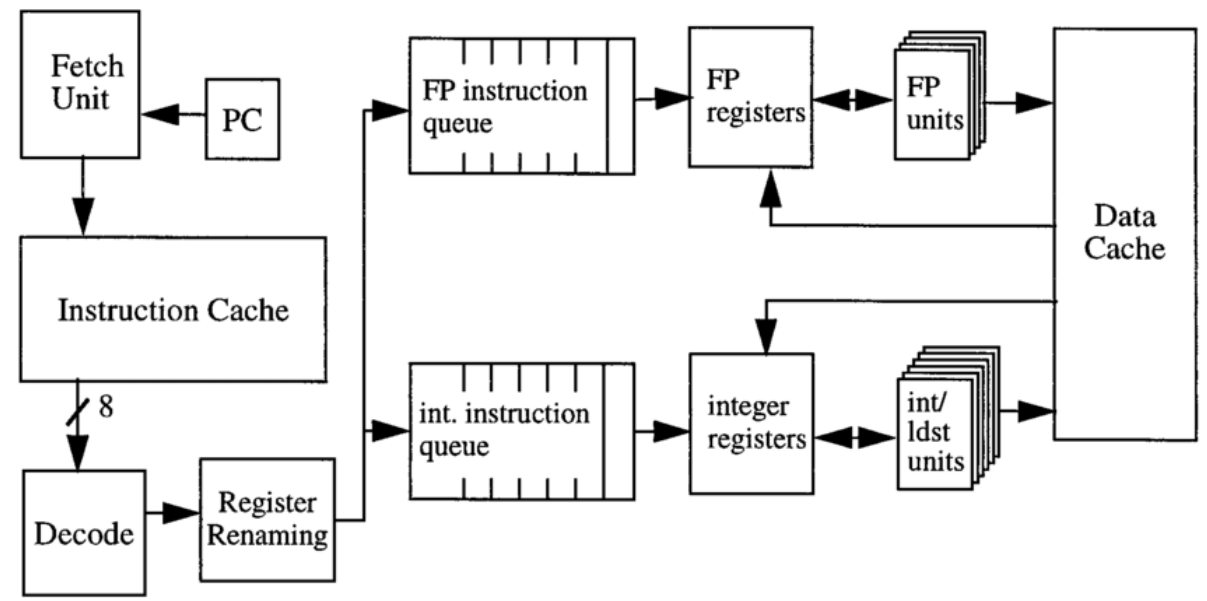 Fetch
Unit
PC
Instruction Cache
8
Decode
Register
Renaming
FP instruction
queue
FP
registers
FP
units
Data
Cache
int. instruction
queue
integer
registers
int/
ldst
units